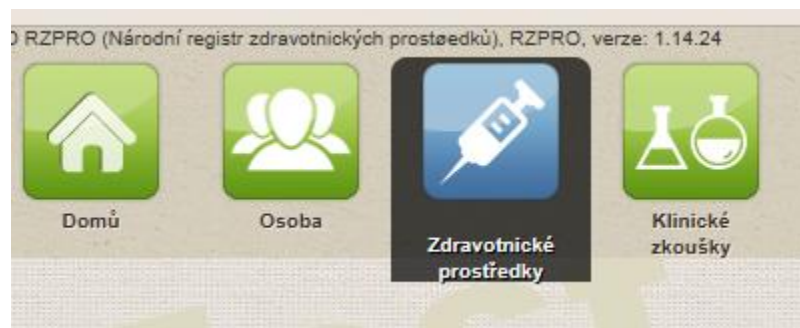 RZPRO (Národní registr zdravotnických prostøedkù), RZPRO, verze: 1.14.24
Domů
Osoba
Zdravotnické
prostředky
Klinické
zkoušky